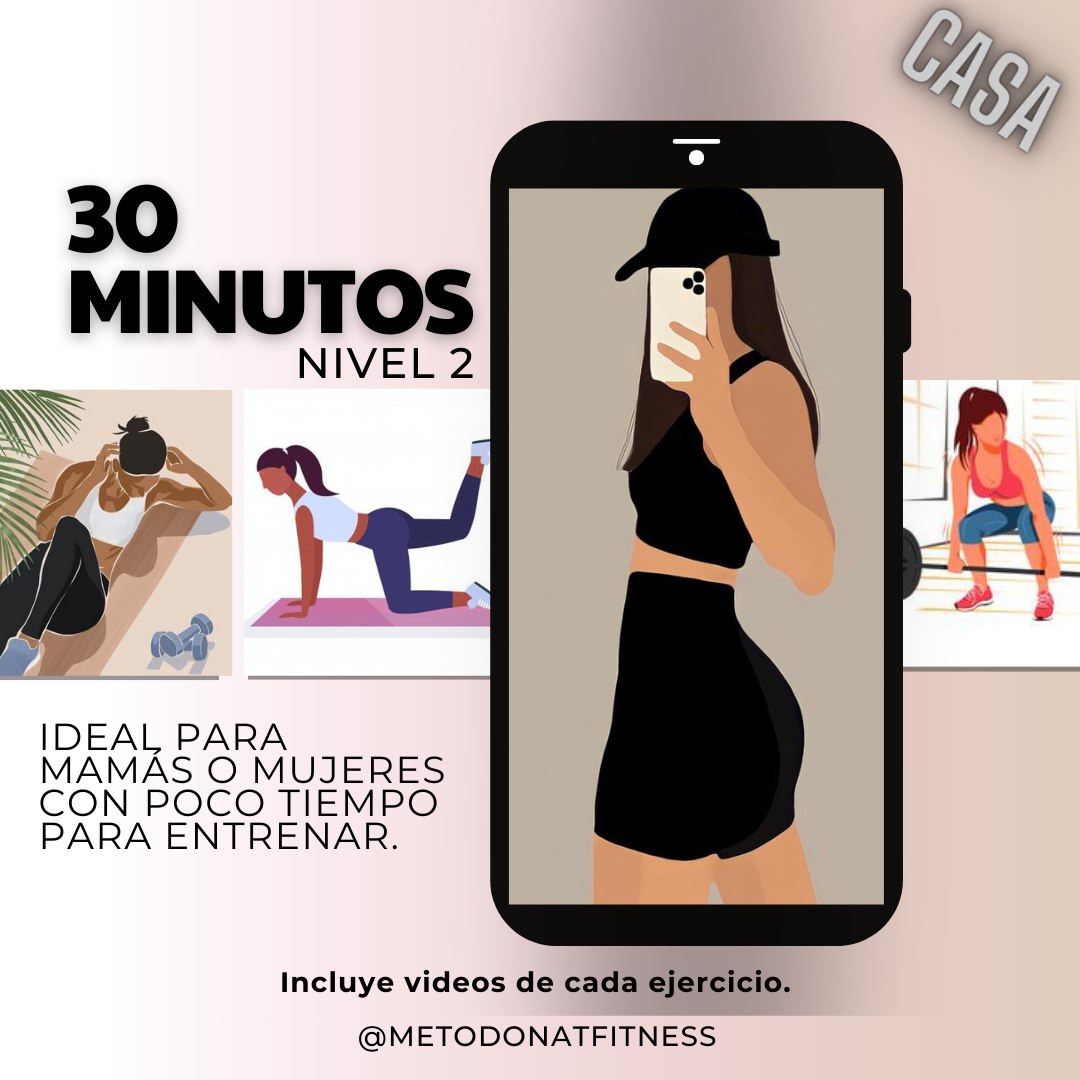 CASA
30
MINUTOS
NIVEL 2
IDEAL PARA
MAMÁS O MUJERES
CON POCO TIEMPO
PARA ENTRENAR.
Incluye videos de cada ejercicio.
@METODONATFITNESS